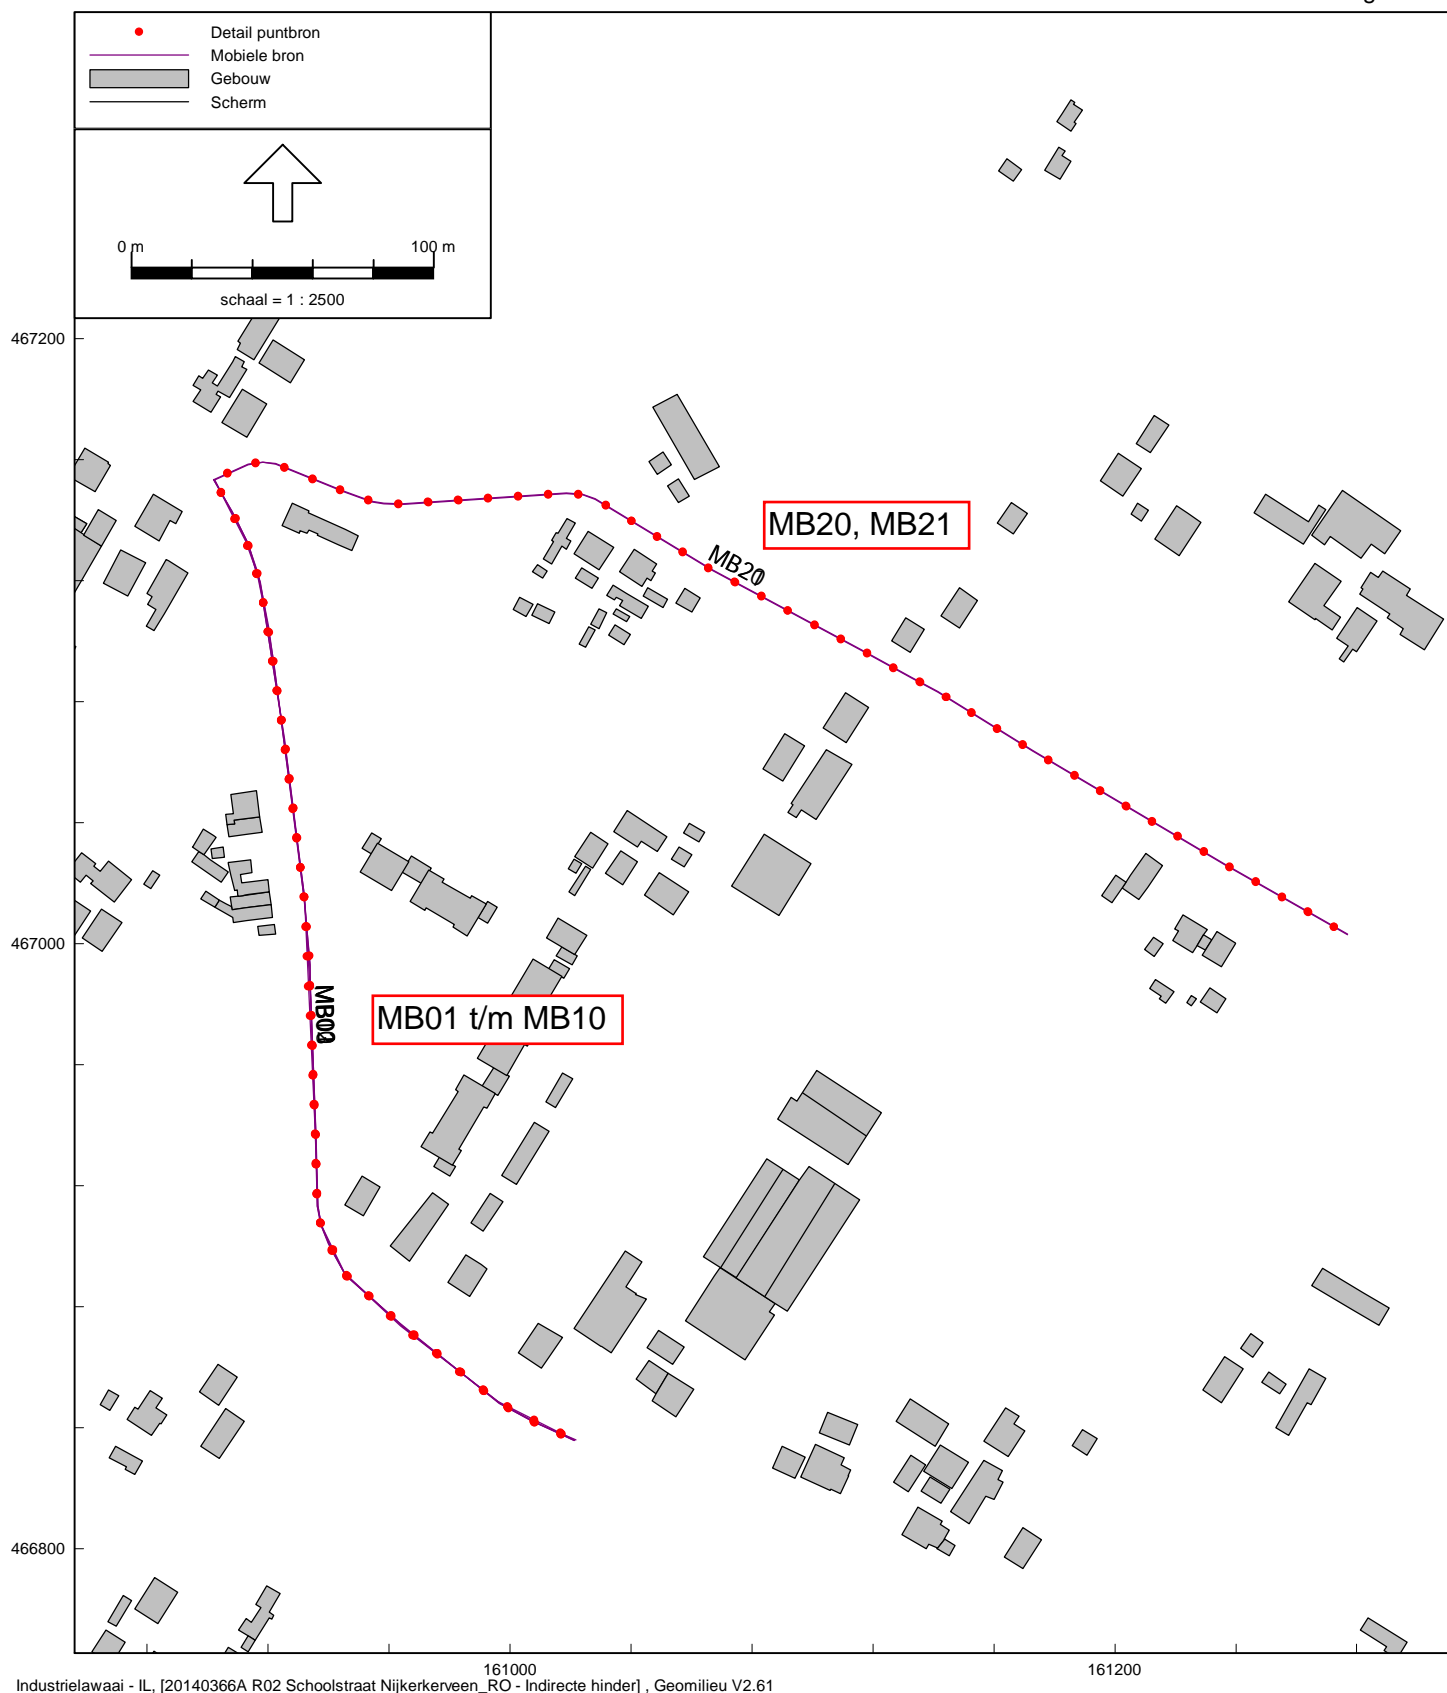 Detail puntbron
Mobiele bron
Gebouw
Scherm
0 m 100 m
schaal = 1 : 2500
467200
MB20, MB21
467000
MB01 t/m MB10
466800
161000 161200
Industrielawaai - IL, [20140366A R02 Schoolstraat Nijkerkerveen_RO - Indirecte hinder] , Geomilieu V2.61